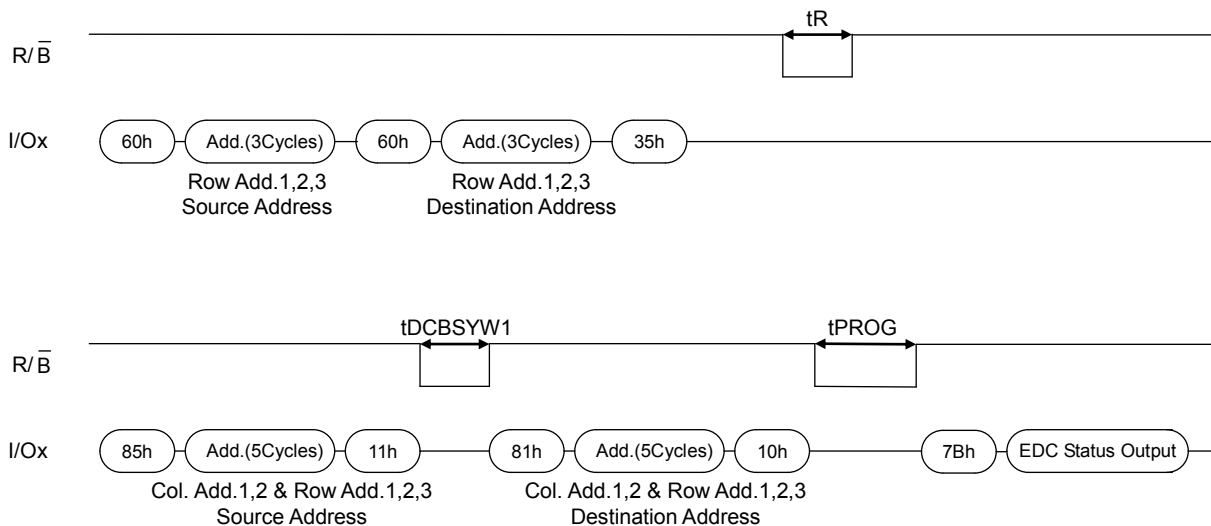 tR
R/B̅
I/Ox
60h Add.(3Cycles) 60h Add.(3Cycles) 35h
Row Add.1,2,3
Source Address
Row Add.1,2,3
Destination Address
tDCBSYW1
tPROG
R/B̅
I/Ox
85h Add.(5Cycles) 11h 81h Add.(5Cycles) 10h 7Bh EDC Status Output
Col. Add.1,2 & Row Add.1,2,3
Source Address
Col. Add.1,2 & Row Add.1,2,3
Destination Address